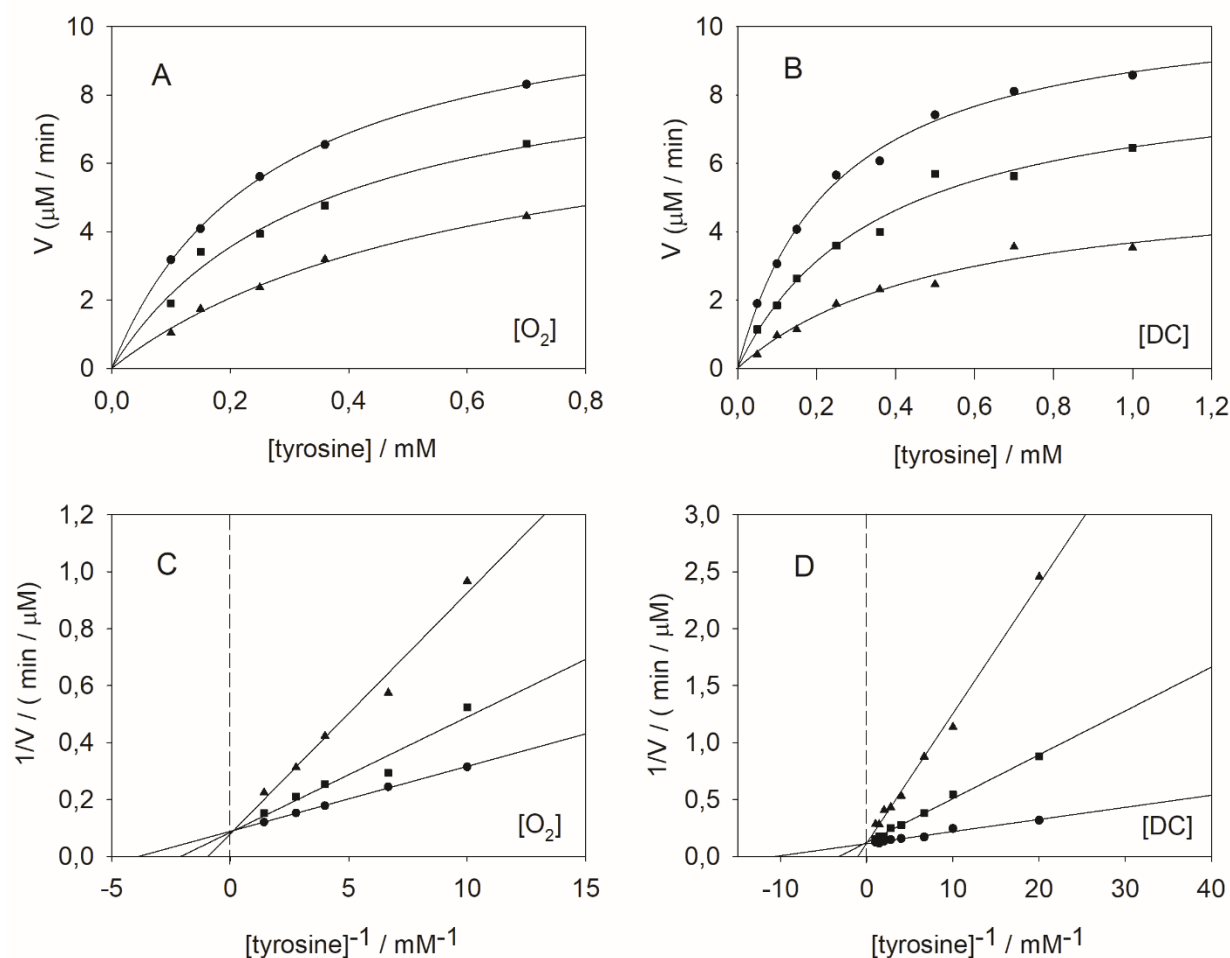 A
V (μM / min)
10
8
6
4
2
0
[O2]
0,0 0,2 0,4 0,6 0,8
[tyrosine] / mM
B
V (μM / min)
10
8
6
4
2
0
[DC]
0,0 0,2 0,4 0,6 0,8 1,0 1,2
[tyrosine] / mM
C
1/V / ( min / μM)
1,2
1,0
0,8
0,6
0,4
0,2
0,0
[O2]
-5 0 5 10 15
[tyrosine]-1 / mM-1
D
1/V / ( min / μM)
3,0
2,5
2,0
1,5
1,0
0,5
0,0
[DC]
-10 0 10 20 30 40
[tyrosine]-1 / mM-1